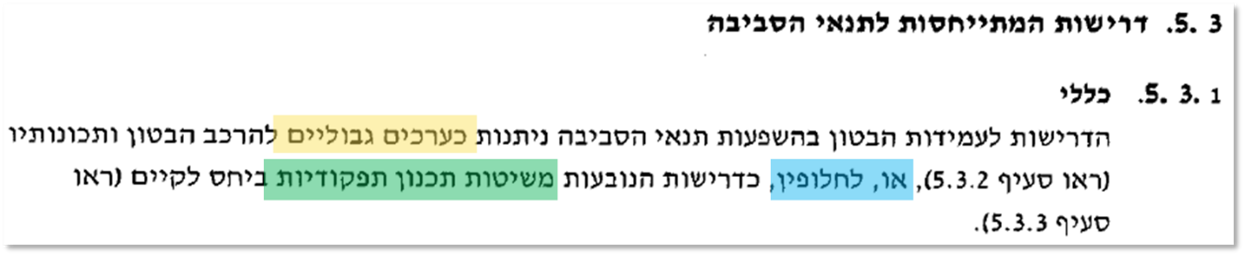 5.3. דרישות המתייחסות לתנאי הסביבה
5.3.1. כללי
הדרישות לעמידות הבטון בהשפעות תנאי הסביבה ניתנות כערכים גבוליים להרכב הבטון ותכונותיו
(ראו סעיף 5.3.2), או, לחלופין, כדרישות הנובעות משיטות תכנון תפקודיות ביחס לקיים (ראו
סעיף 5.3.3).